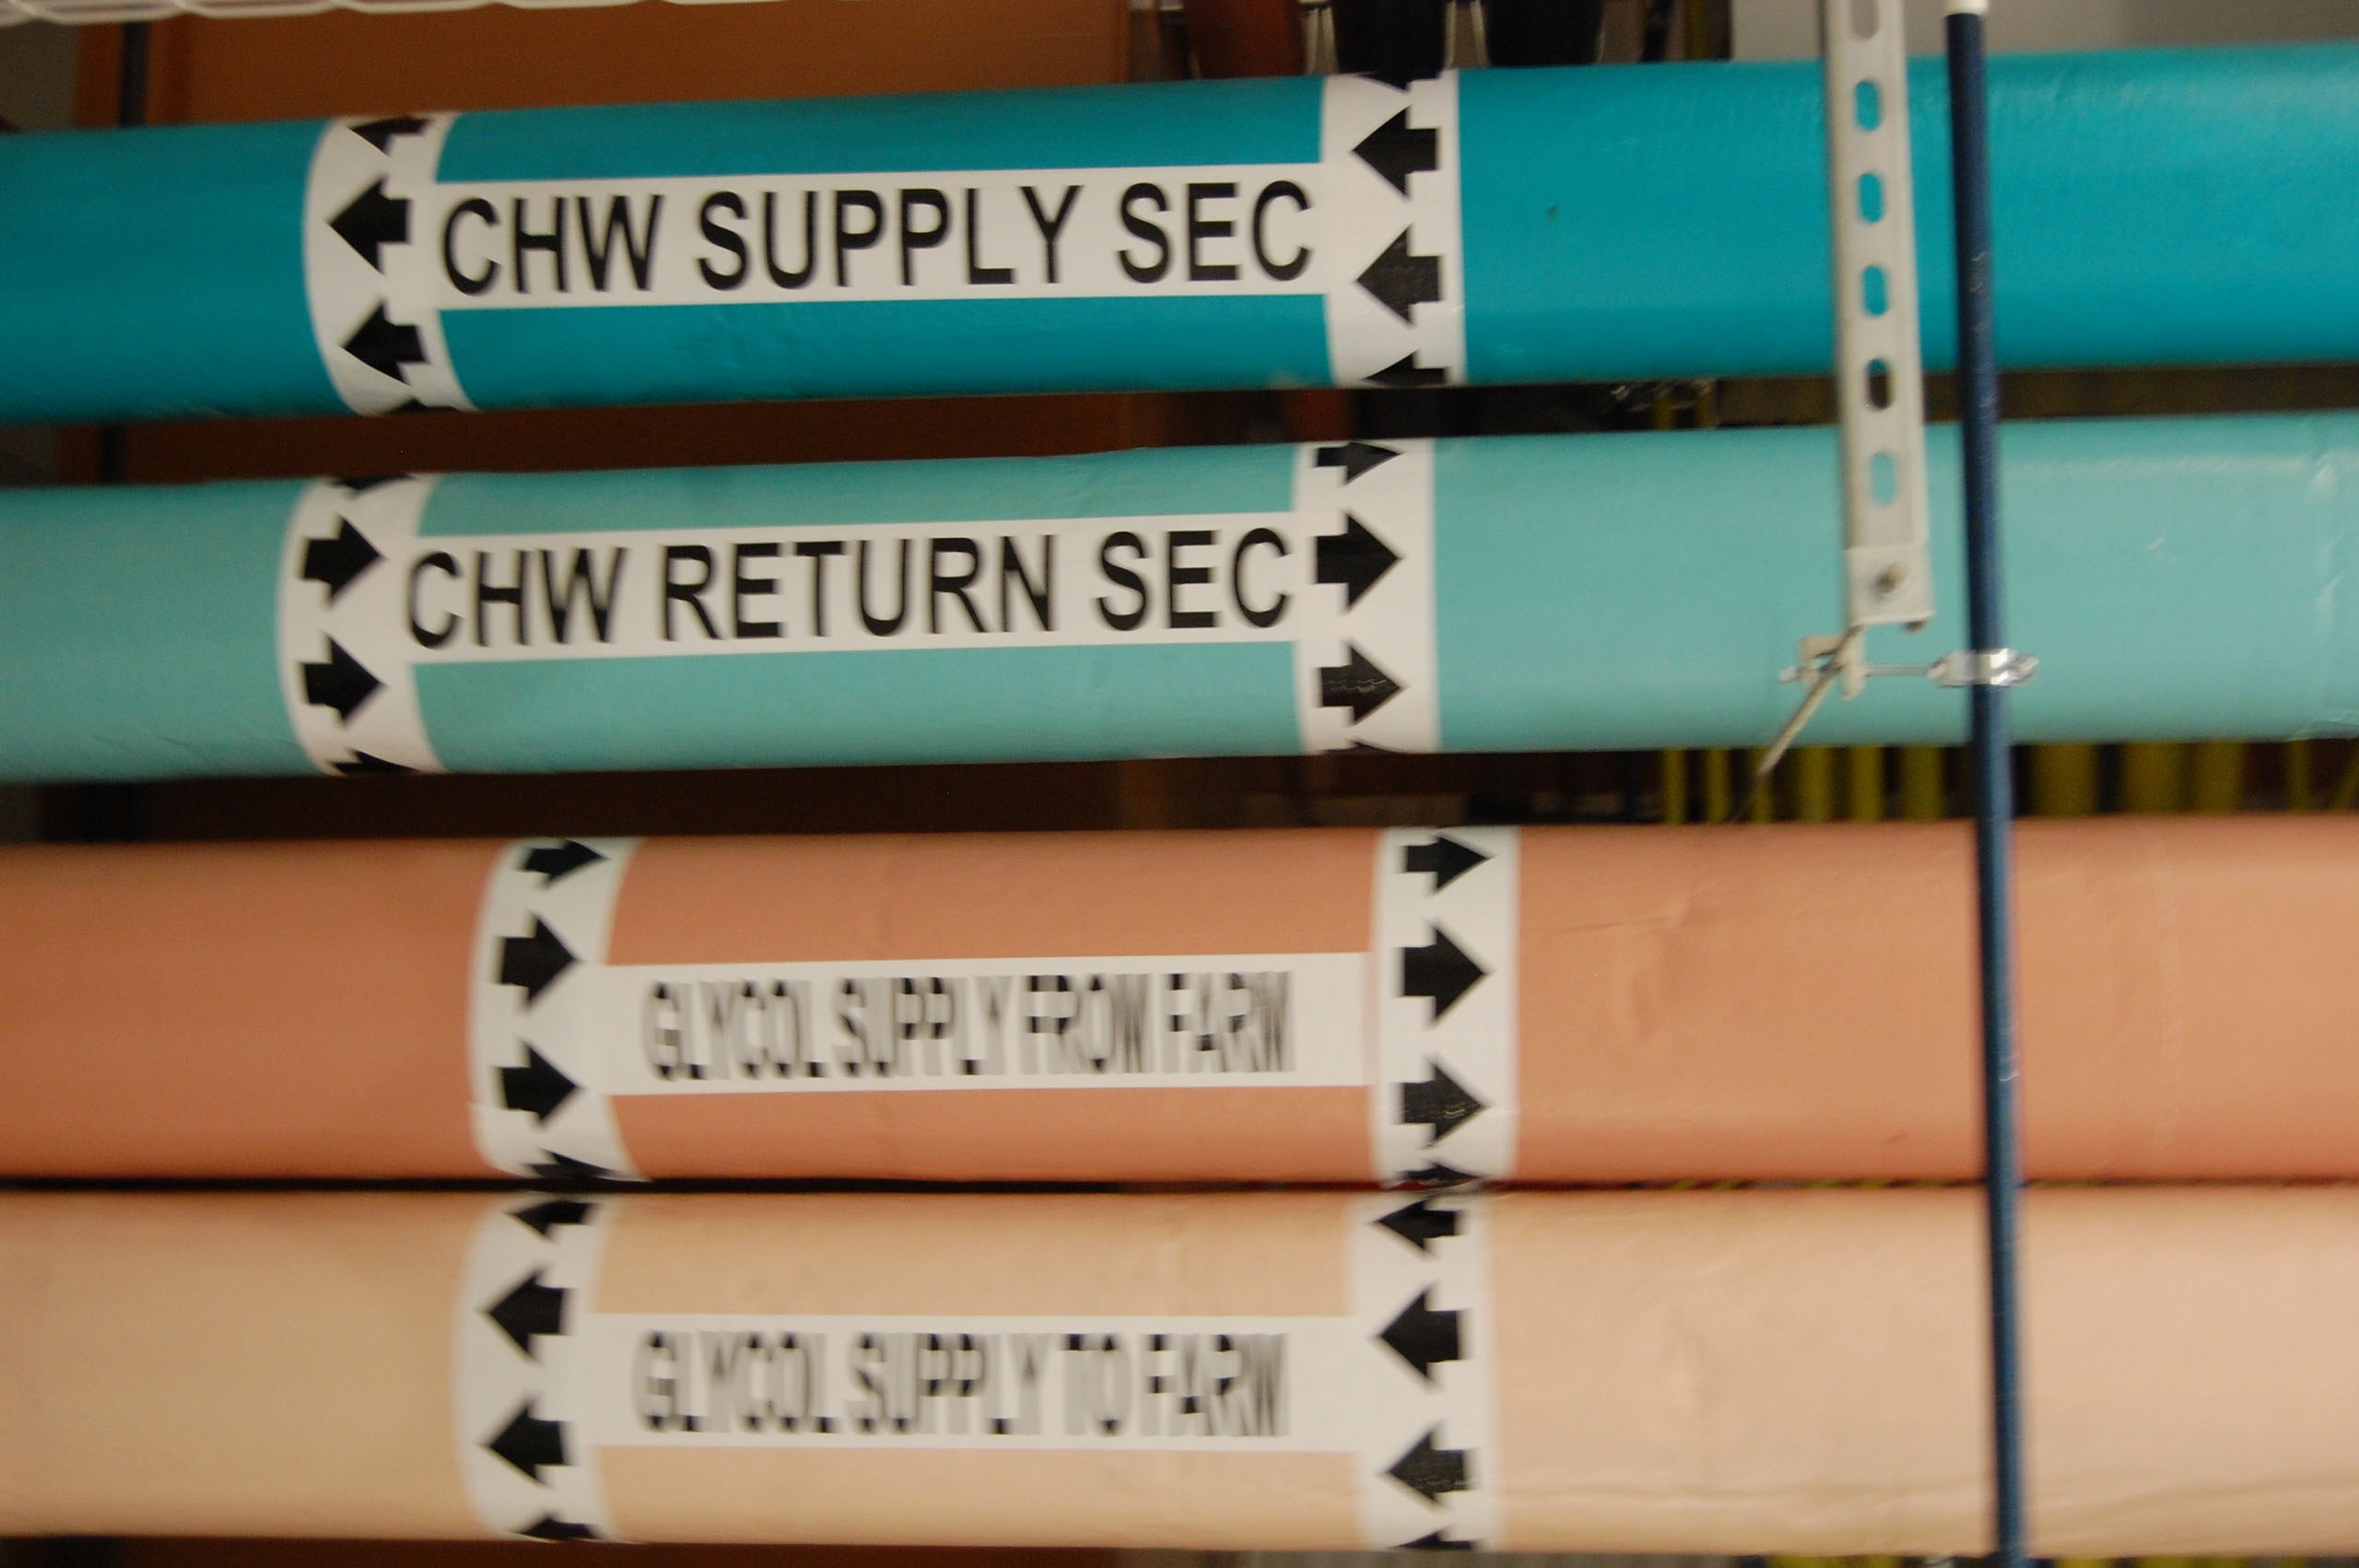 CHW SUPPLY SEC
CHW RETURN SEC
GLYCOL SUPPLY FROM FARM
GLYCOL SUPPLY TO FARM